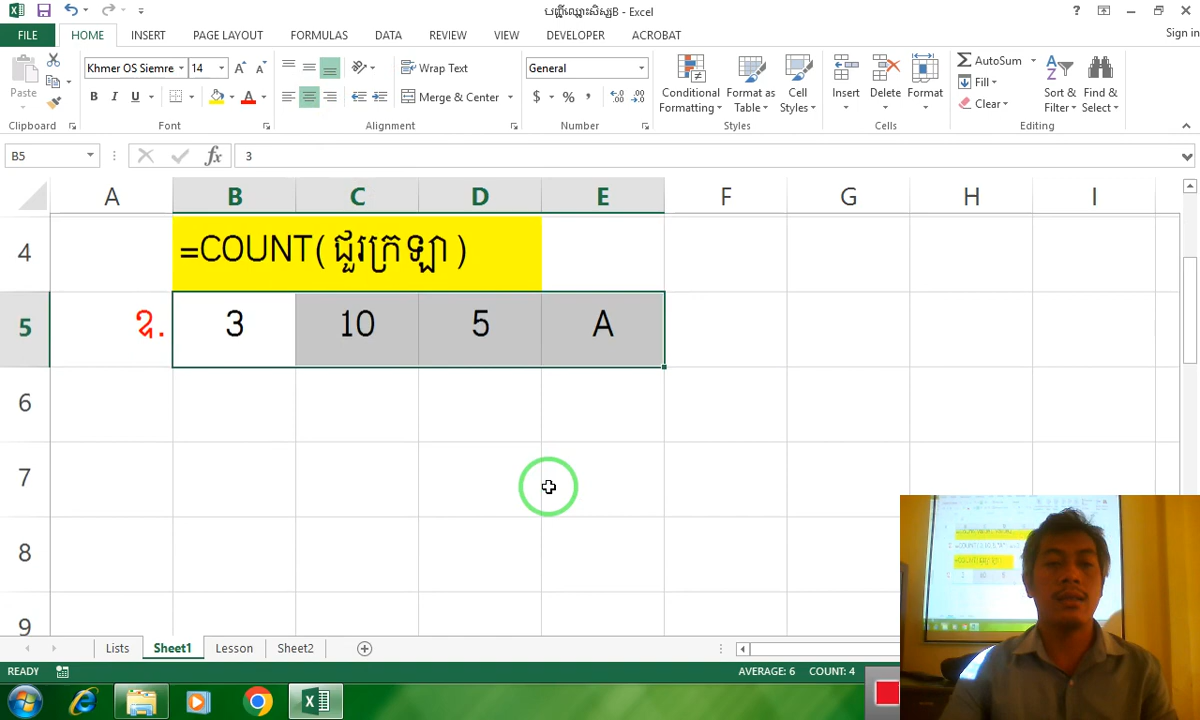 បញ្ជីឈ្មោះសិស្សB - Excel
Sign in
FILE HOME INSERT PAGE LAYOUT FORMULAS DATA REVIEW VIEW DEVELOPER ACROBAT
Paste
Khmer OS Siemre 14
B I U
Wrap Text
Merge & Center
General
$ % ,
Conditional Formatting
Format as Table
Cell Styles
Insert
Delete
Format
AutoSum
Fill
Clear
Sort & Filter
Find & Select
Clipboard Font Alignment Number Styles Cells Editing
B5 fx 3
A B C D E F G H I
4 =COUNT(ជួរក្រឡា)
5 ឧ. 3 10 5 A
6
7
8
9
Lists Sheet1 Lesson Sheet2
READY AVERAGE: 6 COUNT: 4